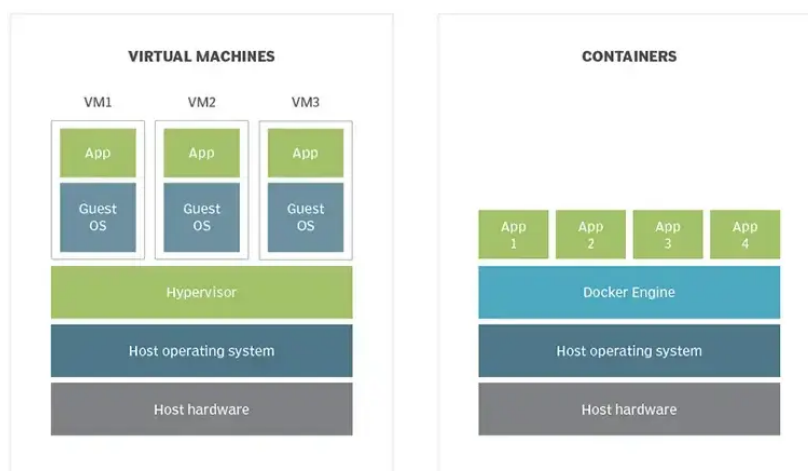 VIRTUAL MACHINES
VM1
VM2
VM3
App
App
App
Guest
OS
Guest
OS
Guest
OS
Hypervisor
Host operating system
Host hardware
CONTAINERS
App
1
App
2
App
3
App
4
Docker Engine
Host operating system
Host hardware